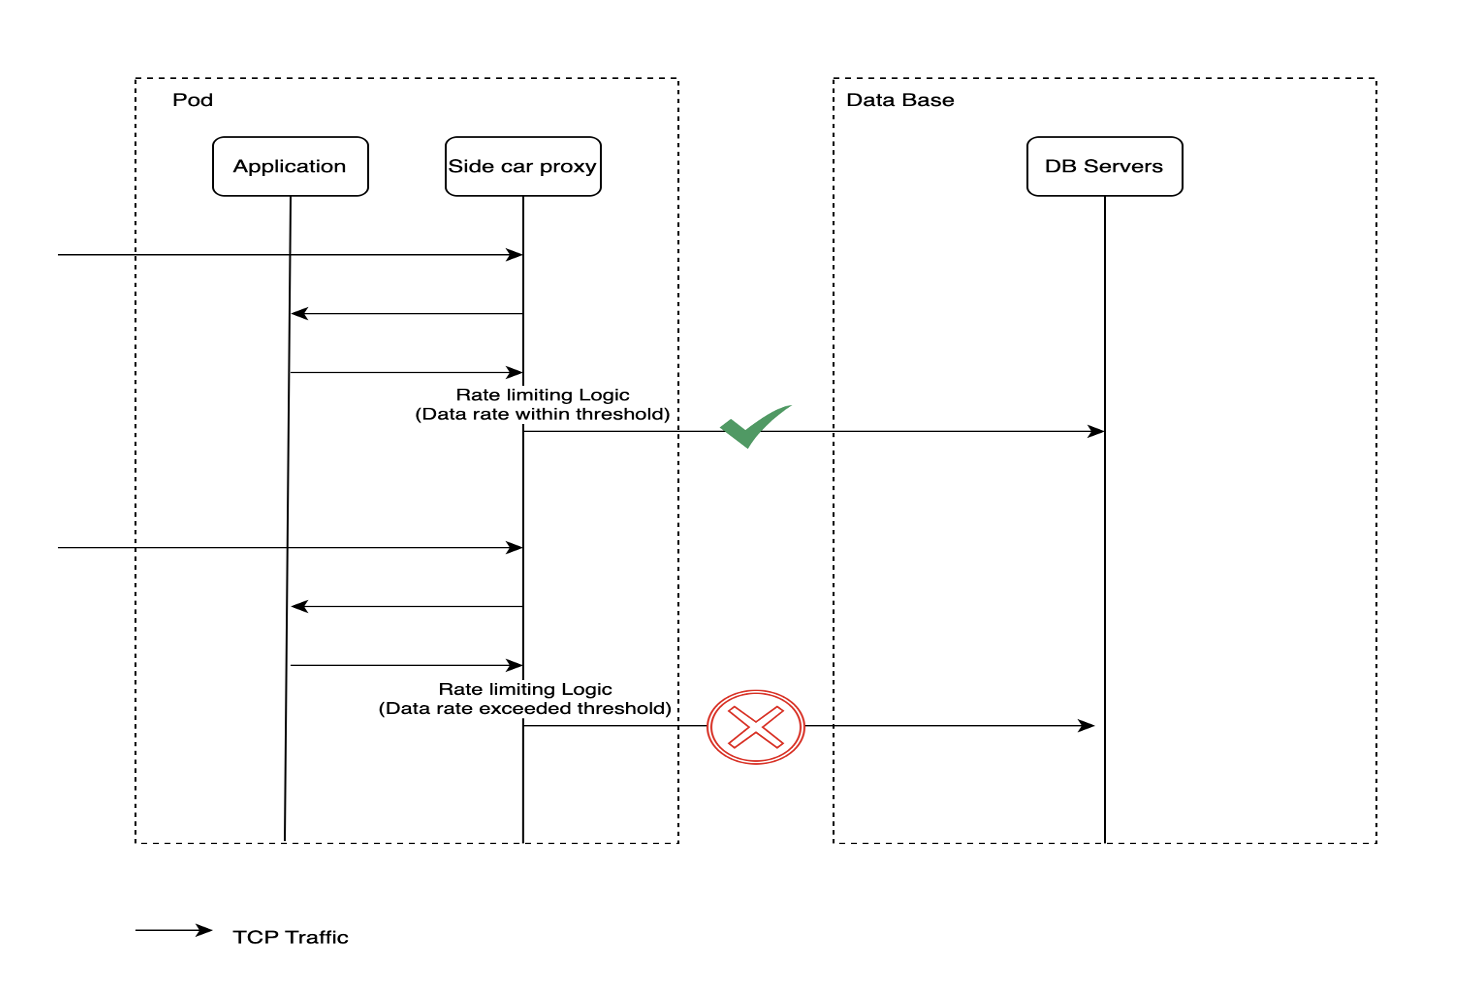 Pod
Data Base
Application
Side car proxy
DB Servers
Rate limiting Logic
(Data rate within threshold)
Rate limiting Logic
(Data rate exceeded threshold)
TCP Traffic